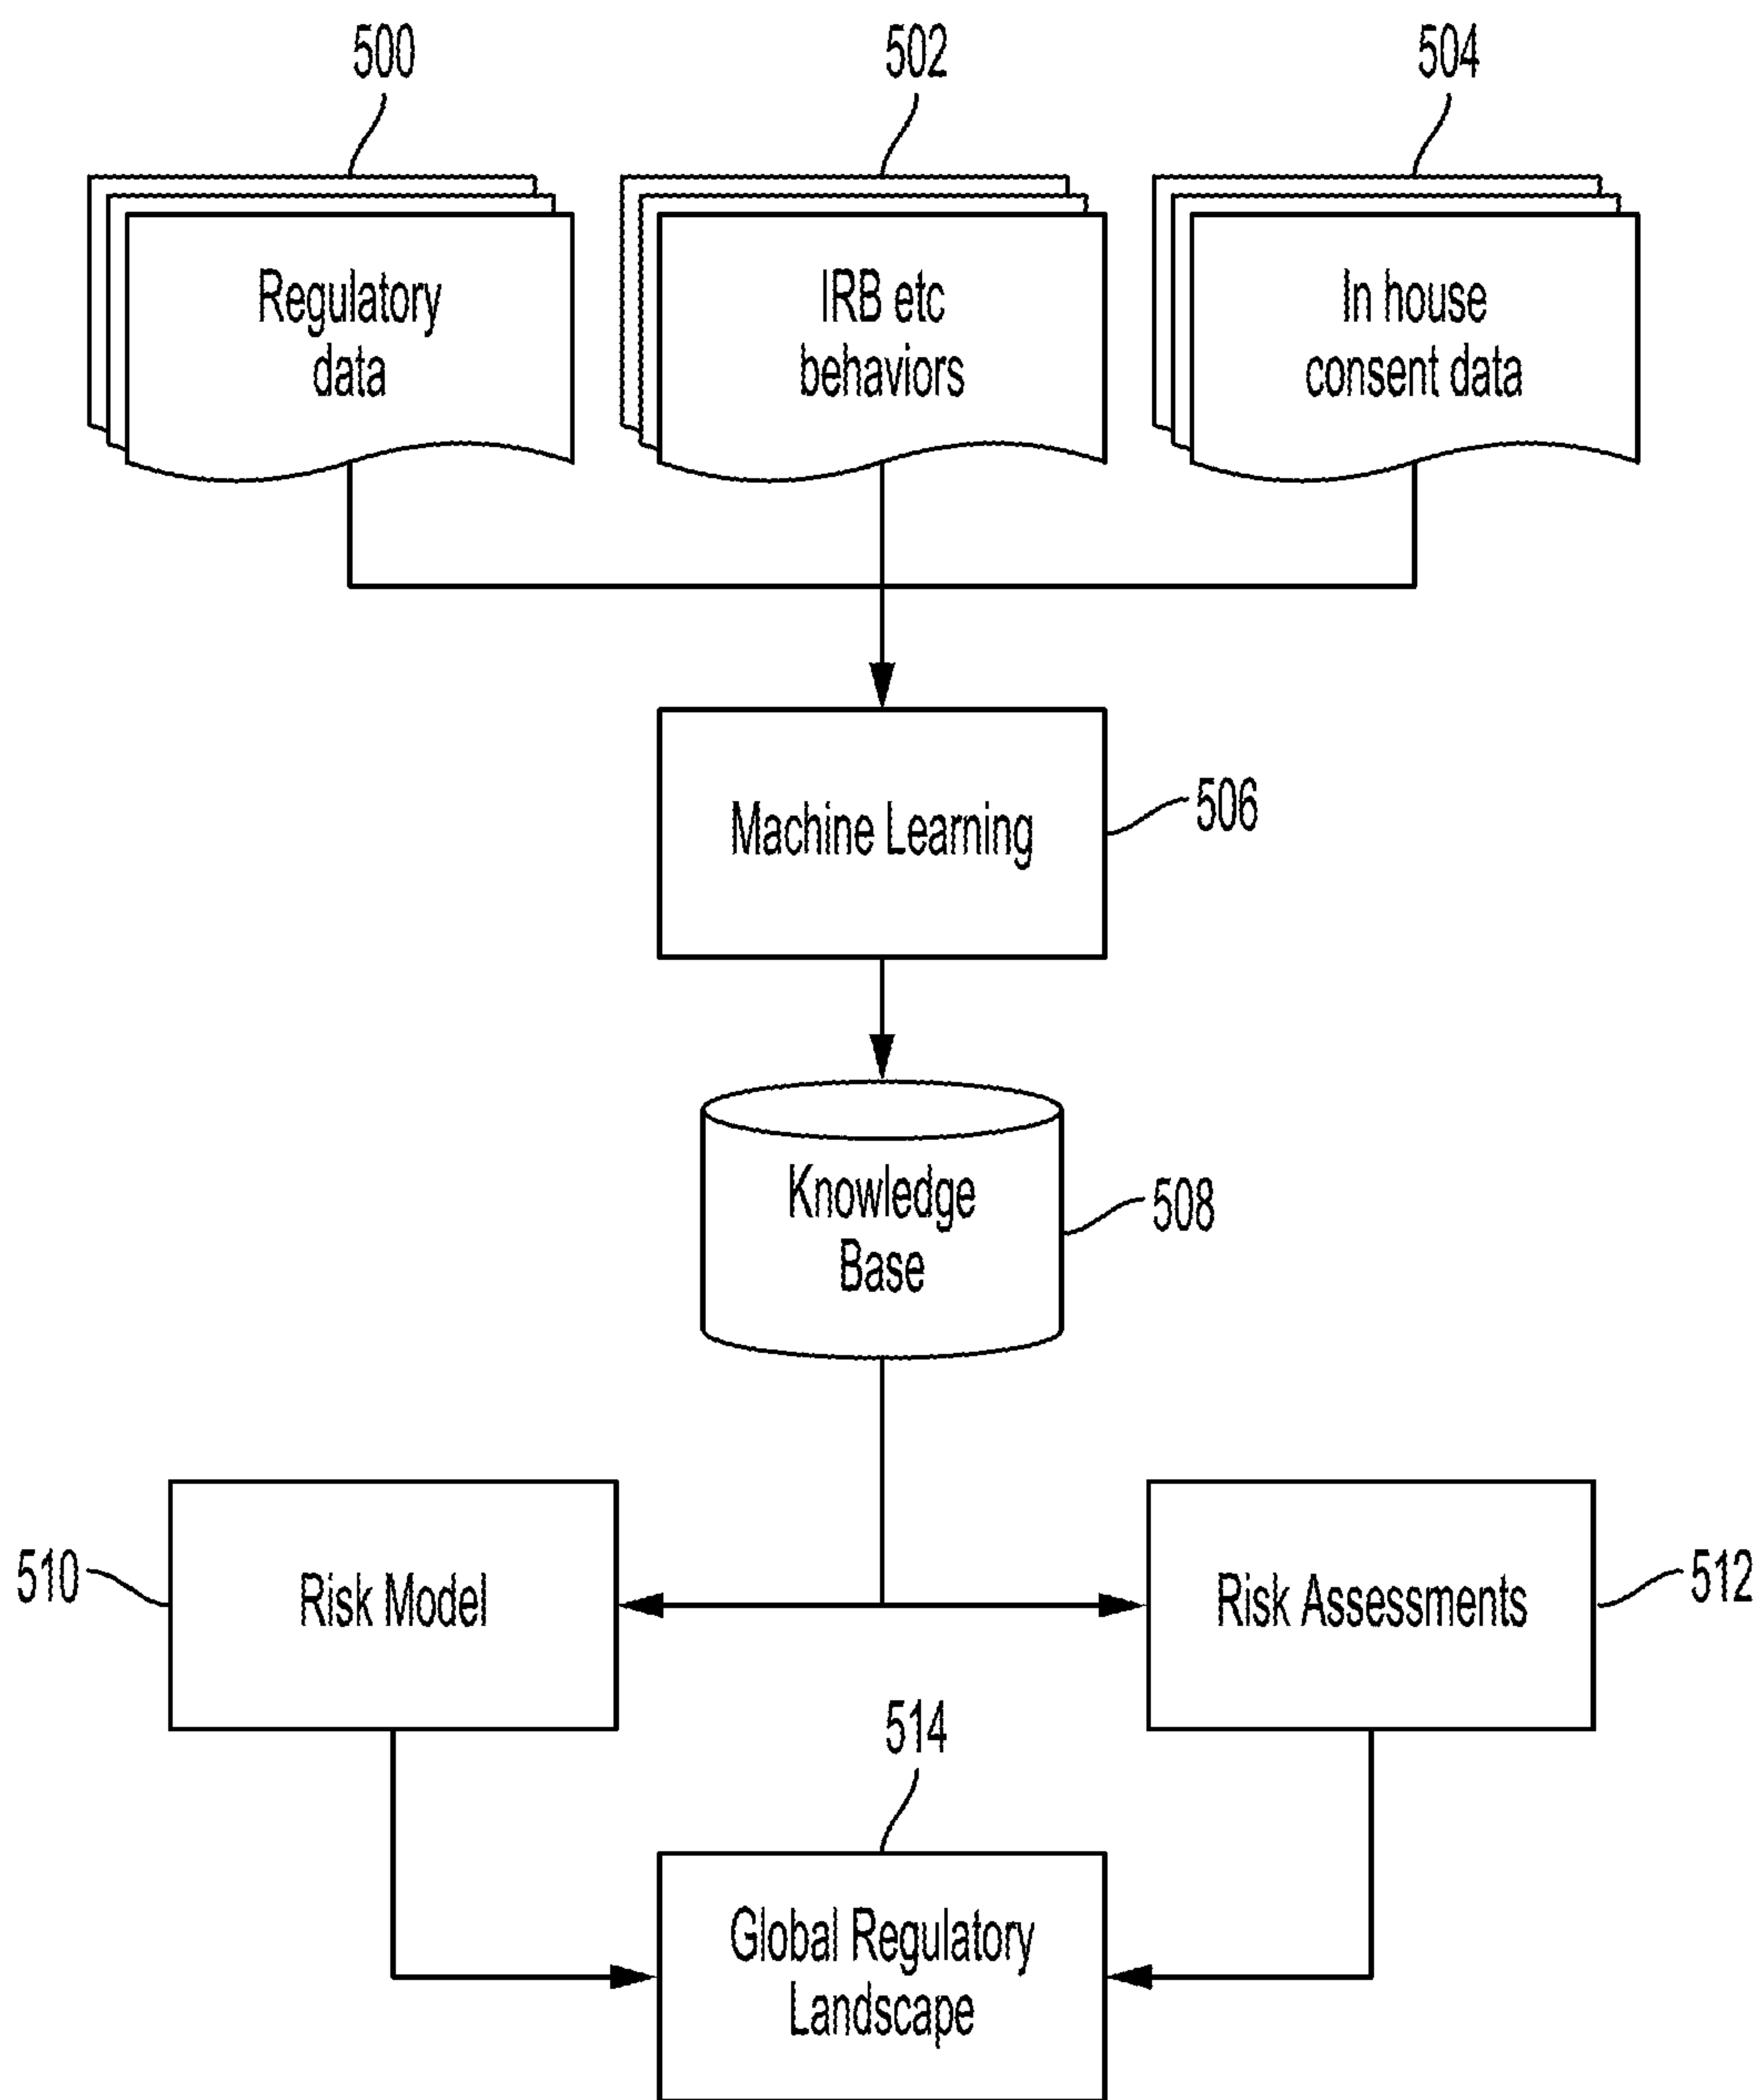 500
502
504
Regulatory
data
IRB etc
behaviors
In house
consent data
Machine Learning
506
Knowledge
Base
508
510
Risk Model
Risk Assessments
512
514
Global Regulatory
Landscape